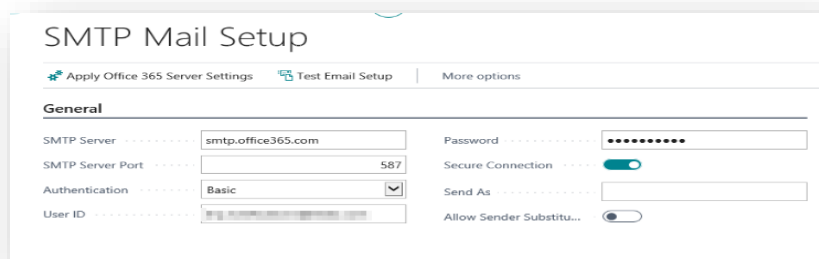 SMTP Mail Setup
Apply Office 365 Server Settings Test Email Setup More options
General
SMTP Server smtp.office365.com Password ••••••••••
SMTP Server Port 587 Secure Connection
Authentication Basic Send As
User ID Allow Sender Substitu...